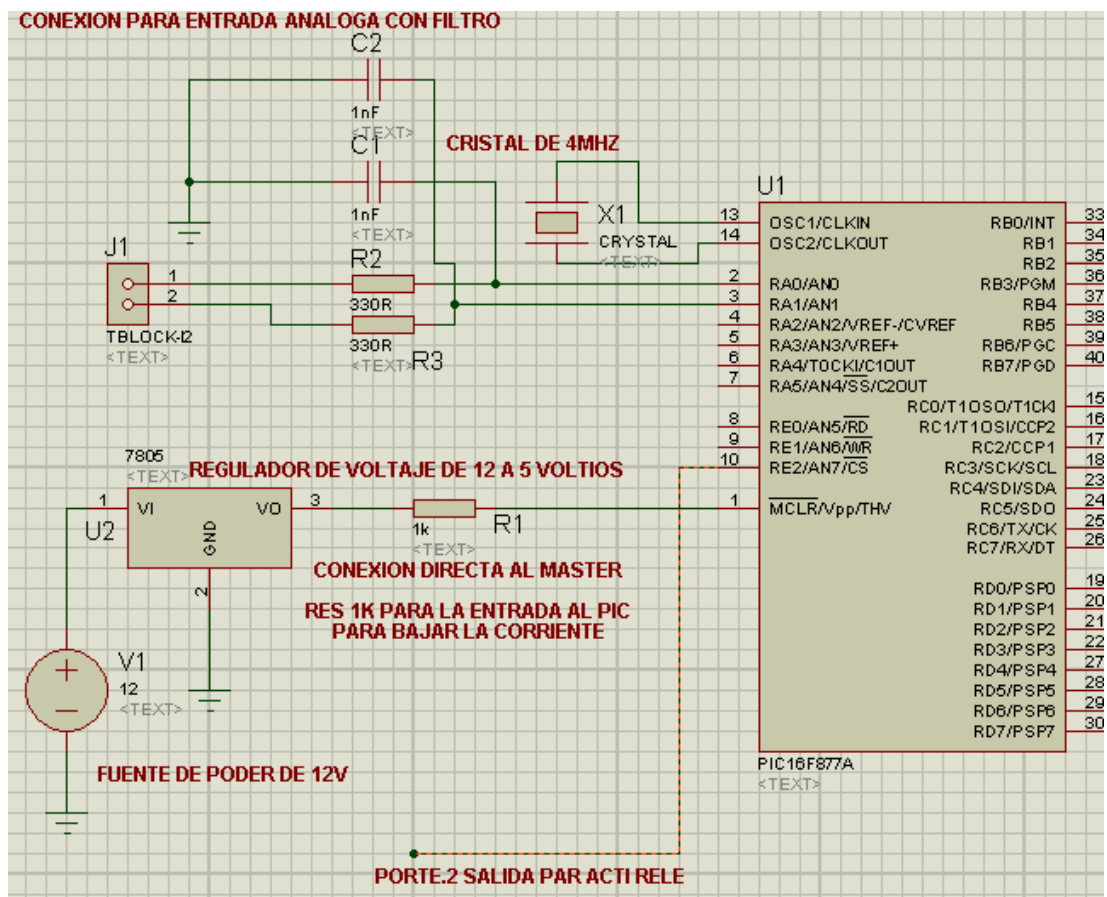 CONEXION PARA ENTRADA ANALOGA CON FILTRO
C2
1nF
<TEXT>
C1
1nF
<TEXT>
CRISTAL DE 4MHZ
X1
CRYSTAL
<TEXT>
J1
1
2
TBLOCK-I2
<TEXT>
R2
330R
330R
<TEXT>
R3
U1
13 OSC1/CLKIN
14 OSC2/CLKOUT
2 RA0/AN0
3 RA1/AN1
4 RA2/AN2/VREF-/CVREF
5 RA3/AN3/VREF+
6 RA4/T0CKI/C1OUT
7 RA5/AN4/SS/C2OUT
8 RE0/AN5/RD
9 RE1/AN6/WR
10 RE2/AN7/CS
1 MCLR/Vpp/THV
RB0/INT 33
RB1 34
RB2 35
RB3/PGM 36
RB4 37
RB5 38
RB6/PGC 39
RB7/PGD 40
RC0/T1OSO/T1CKI 15
RC1/T1OSI/CCP2 16
RC2/CCP1 17
RC3/SCK/SCL 18
RC4/SDI/SDA 23
RC5/SDO 24
RC6/TX/CK 25
RC7/RX/DT 26
RD0/PSP0 19
RD1/PSP1 20
RD2/PSP2 21
RD3/PSP3 22
RD4/PSP4 27
RD5/PSP5 28
RD6/PSP6 29
RD7/PSP7 30
PIC16F877A
<TEXT>
7805
<TEXT>
REGULADOR DE VOLTAJE DE 12 A 5 VOLTIOS
1
VI
VO
3
GND
2
U2
1k
<TEXT>
R1
CONEXION DIRECTA AL MASTER
RES 1K PARA LA ENTRADA AL PIC
PARA BAJAR LA CORRIENTE
V1
12
<TEXT>
FUENTE DE PODER DE 12V
PORTE.2 SALIDA PAR ACTI RELE